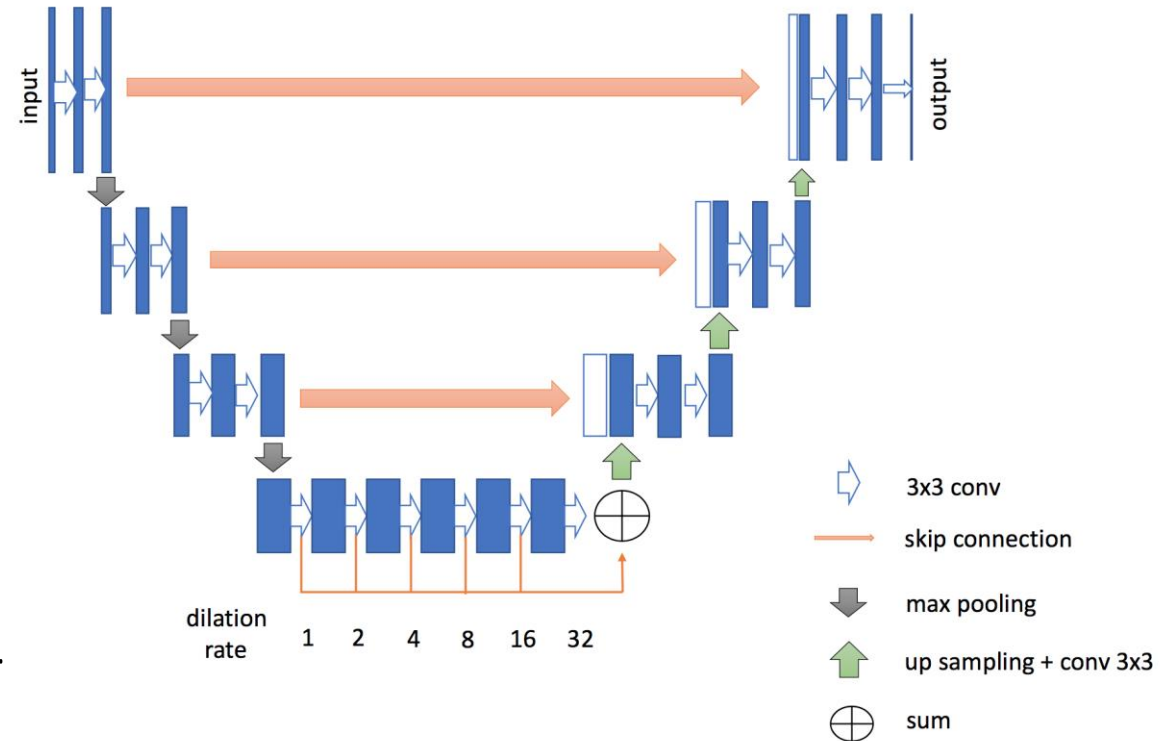 input
output
dilation
rate
1 2 4 8 16 32
.
3x3 conv
skip connection
max pooling
up sampling + conv 3x3
sum